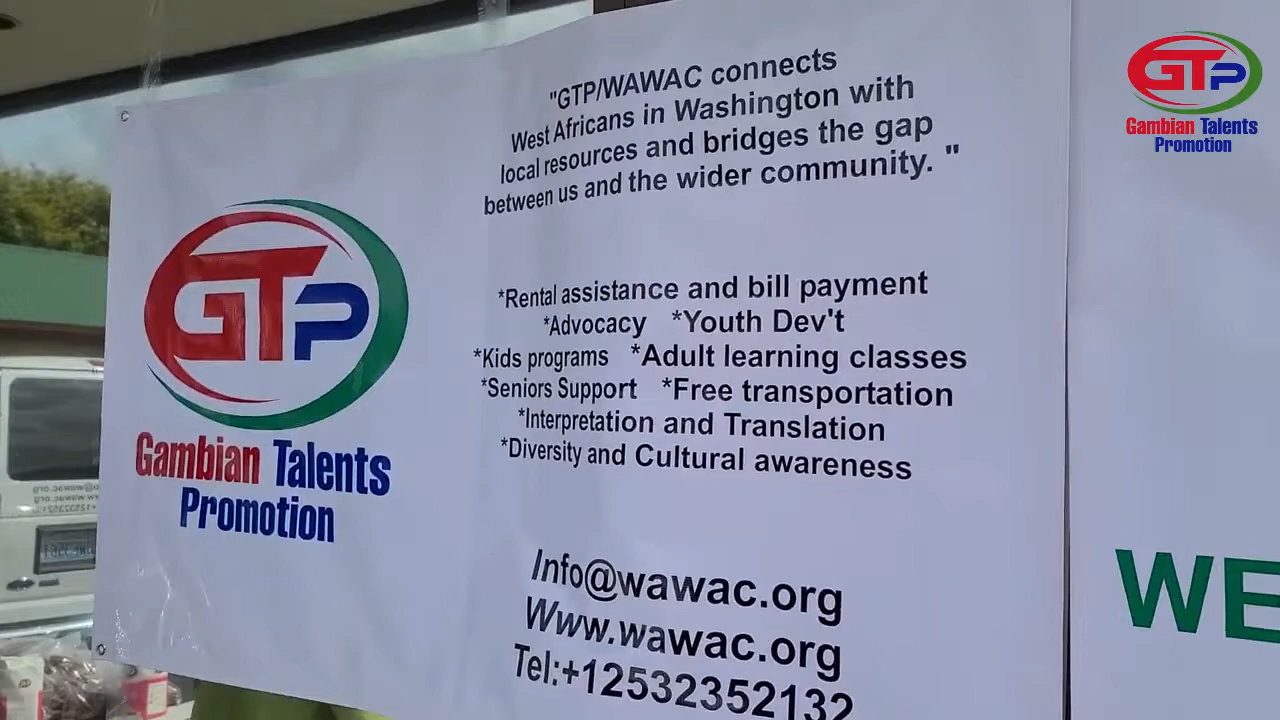 "GTP/WAWAC connects
West Africans in Washington with
local resources and bridges the gap
between us and the wider community. "
*Rental assistance and bill payment
*Advocacy *Youth Dev't
*Kids programs *Adult learning classes
*Seniors Support *Free transportation
*Interpretation and Translation
*Diversity and Cultural awareness
Info@wawac.org
Www.wawac.org
Tel:+12532352132
GTP
Gambian Talents
Promotion
GTP
Gambian Talents
Promotion
WE